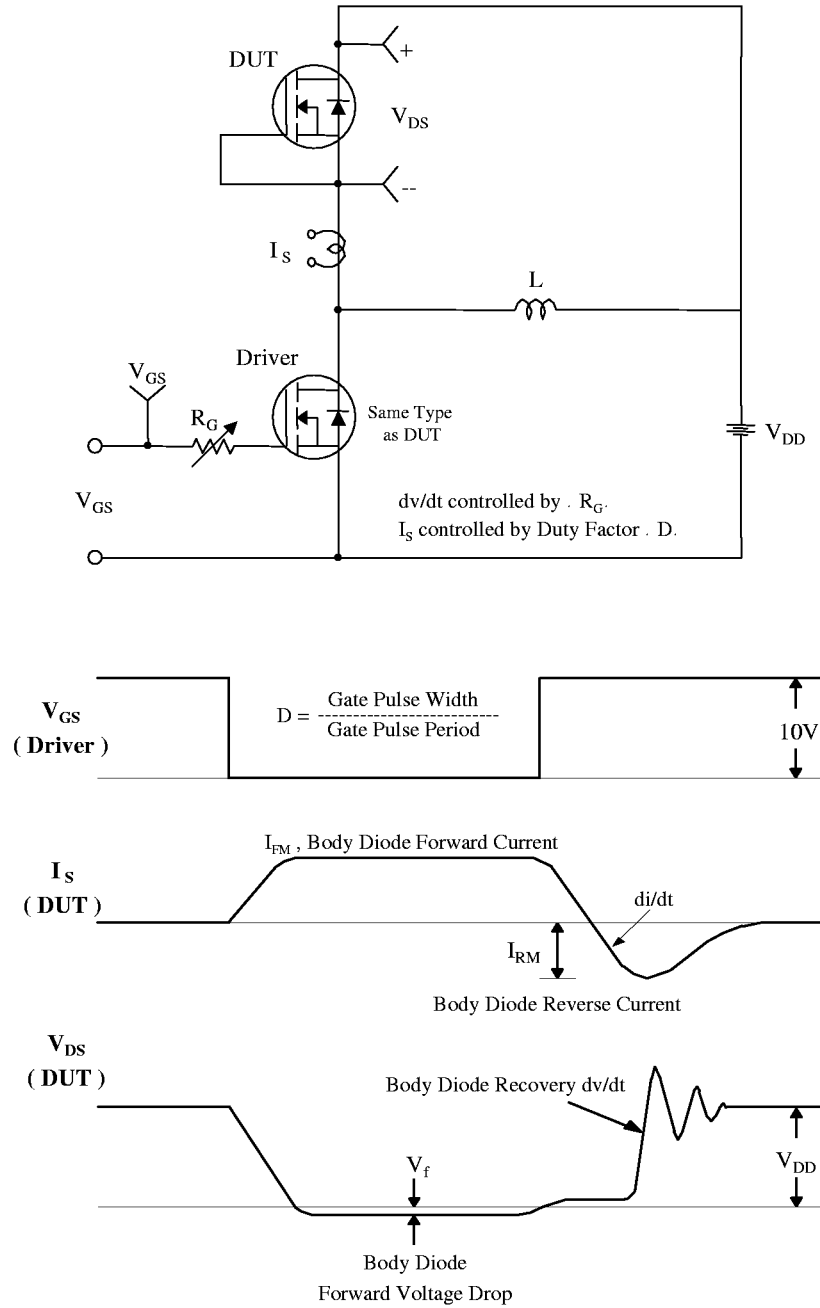 DUT
+
V_DS
--
I_S
L
Driver
V_GS
R_G
Same Type
as DUT
V_DD
V_GS
dv/dt controlled by . R_G.
I_S controlled by Duty Factor . D.
V_GS
( Driver )
D = Gate Pulse Width
Gate Pulse Period
10V
I_FM , Body Diode Forward Current
I_S
( DUT )
di/dt
I_RM
Body Diode Reverse Current
V_DS
( DUT )
Body Diode Recovery dv/dt
V_f
V_DD
Body Diode
Forward Voltage Drop